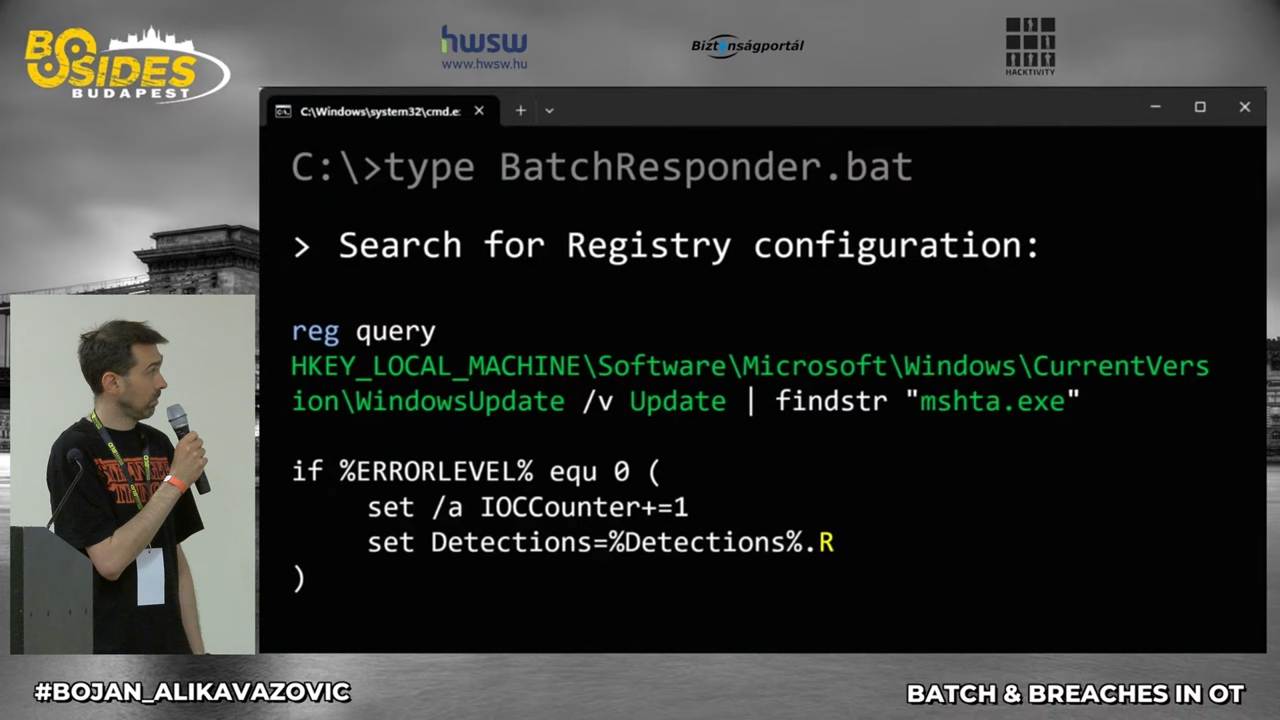 BSIDES
BUDAPEST
hwsw
www.hwsw.hu
Biztonságportál
HACKTIVITY
C:\Windows\system32\cmd.e
C:\>type BatchResponder.bat
> Search for Registry configuration:
reg query
HKEY_LOCAL_MACHINE\Software\Microsoft\Windows\CurrentVers
ion\WindowsUpdate /v Update | findstr "mshta.exe"
if %ERRORLEVEL% equ 0 (
set /a IOCCounter+=1
set Detections=%Detections%.R
)
#BOJAN_ALIKAVAZOVIC
BATCH & BREACHES IN OT